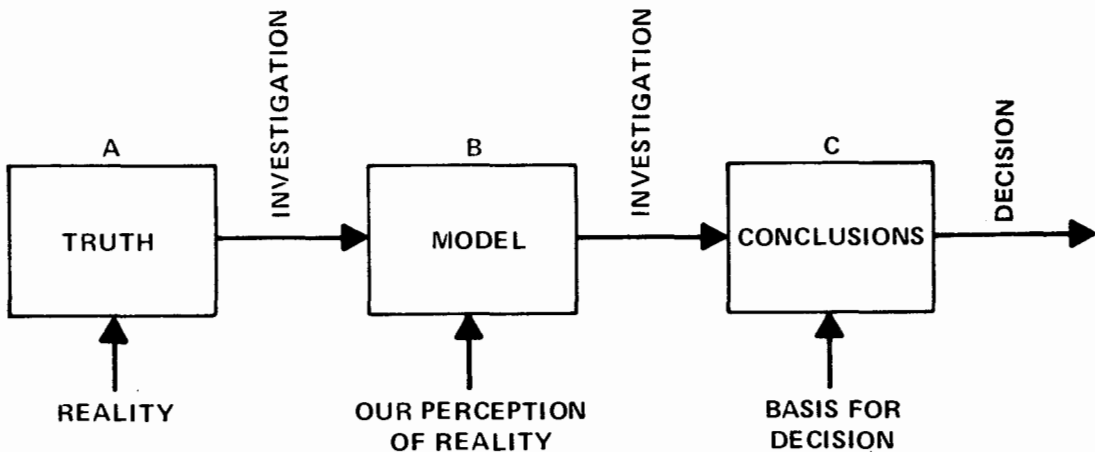 A
TRUTH
REALITY
INVESTIGATION
B
MODEL
OUR PERCEPTION
OF REALITY
INVESTIGATION
C
CONCLUSIONS
BASIS FOR
DECISION
DECISION